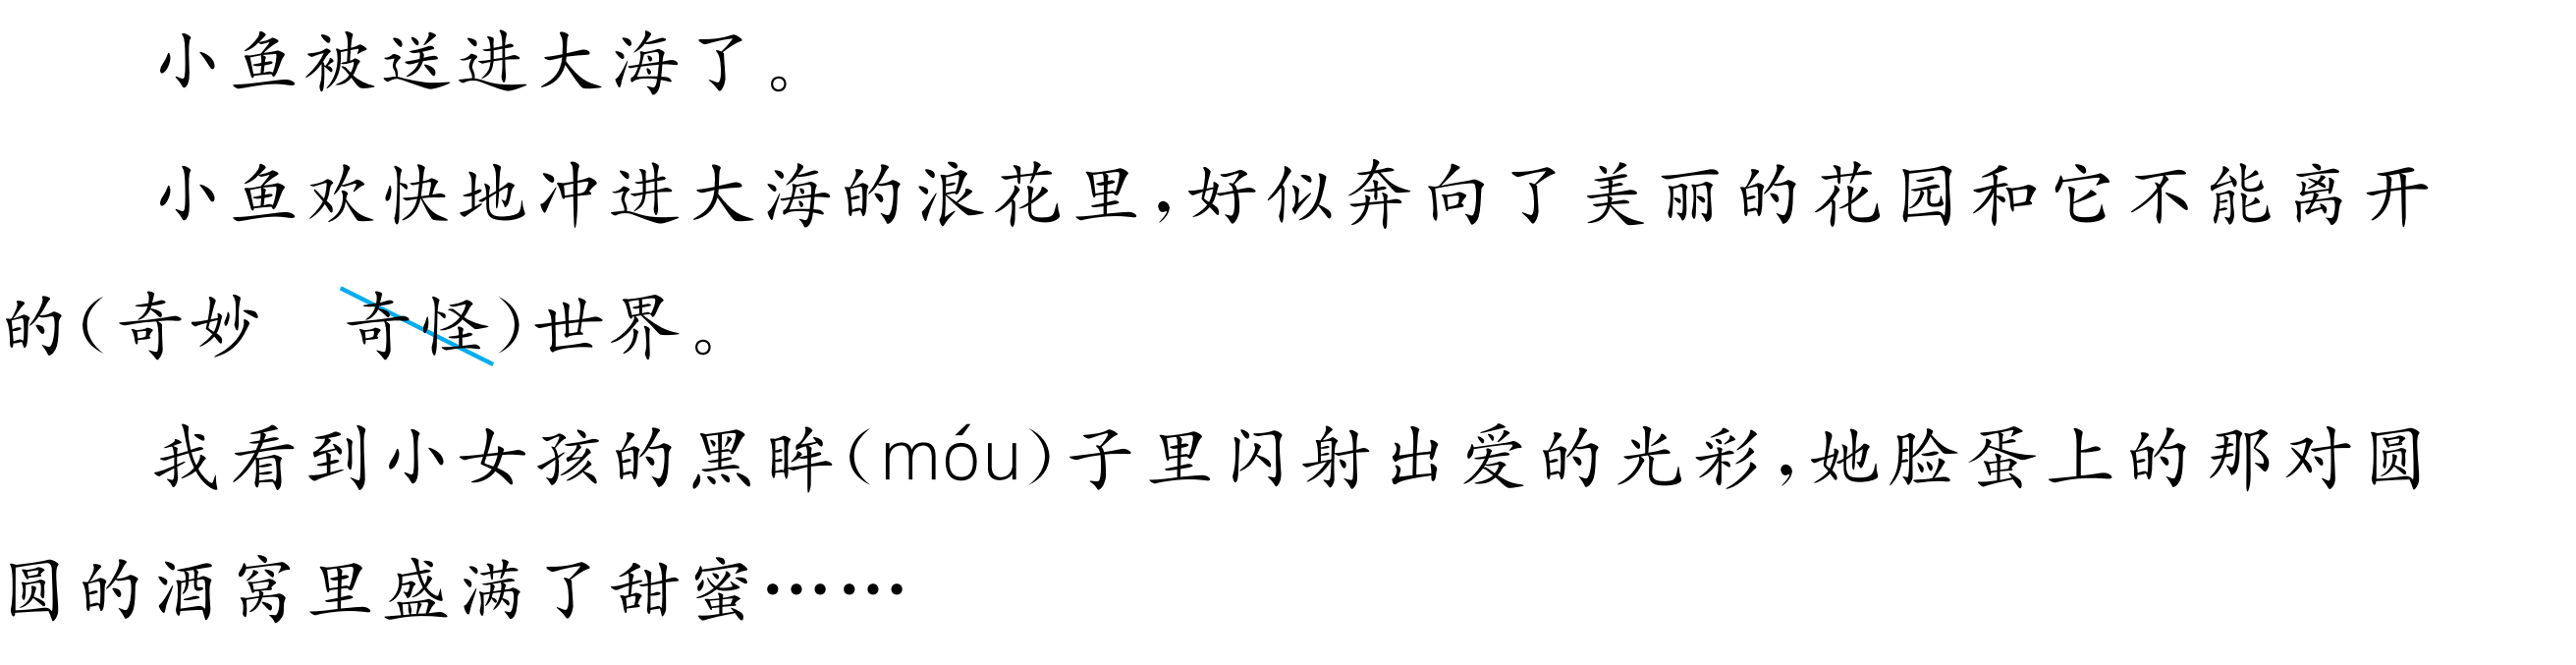 小鱼被送进大海了。
小鱼欢快地冲进大海的浪花里,好似奔向了美丽的花园和它不能离开
的(奇妙 奇怪)世界。
我看到小女孩的黑眸(móu)子里闪射出爱的光彩,她脸蛋上的那对圆
圆的酒窝里盛满了甜蜜……